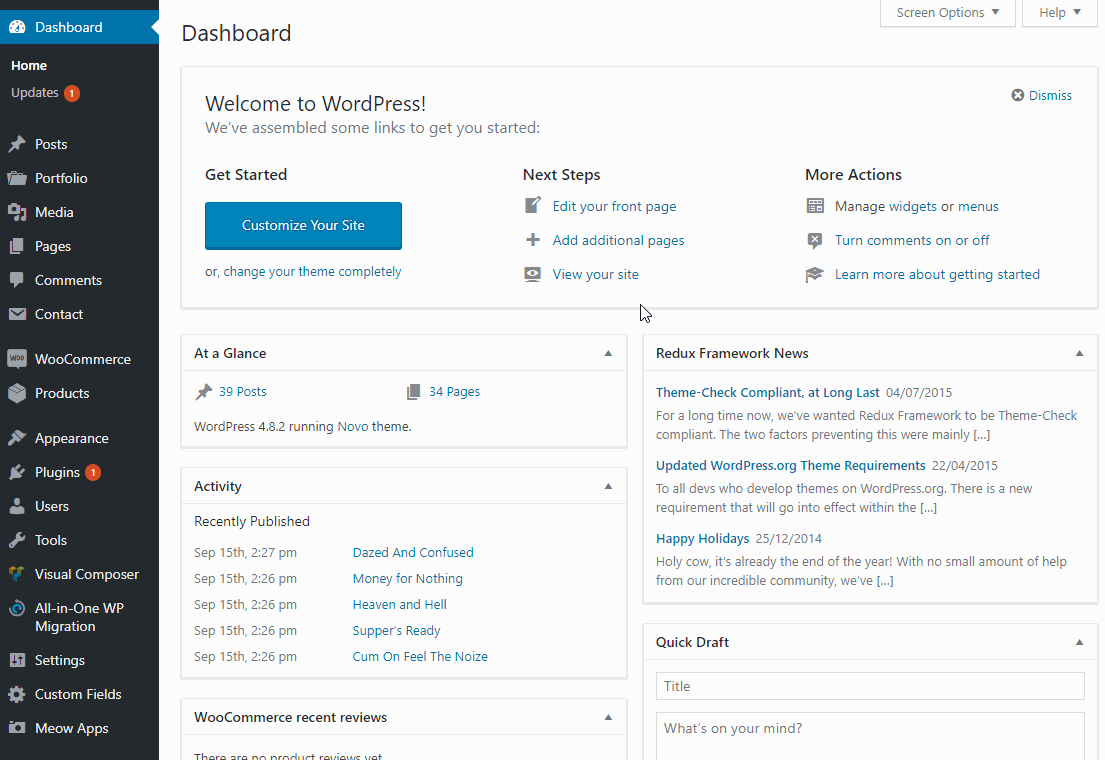 Screen Options
Help
Dashboard
Home
Updates 1
Posts
Portfolio
Media
Pages
Comments
Contact
WOO WooCommerce
Products
Appearance
Plugins 1
Users
Tools
Visual Composer
All-in-One WP
Migration
Settings
Custom Fields
Meow Apps
Dashboard
Welcome to WordPress!
Dismiss
We've assembled some links to get you started:
Get Started
Customize Your Site
or, change your theme completely
Next Steps
Edit your front page
Add additional pages
View your site
More Actions
Manage widgets or menus
Turn comments on or off
Learn more about getting started
At a Glance
39 Posts
34 Pages
WordPress 4.8.2 running Novo theme.
Activity
Recently Published
Sep 15th, 2:27 pm Dazed And Confused
Sep 15th, 2:26 pm Money for Nothing
Sep 15th, 2:26 pm Heaven and Hell
Sep 15th, 2:26 pm Supper's Ready
Sep 15th, 2:26 pm Cum On Feel The Noize
WooCommerce recent reviews
There are no product reviews yet.
Redux Framework News
Theme-Check Compliant, at Long Last 04/07/2015
For a long time now, we've wanted Redux Framework to be Theme-Check
compliant. The two factors preventing this were mainly [...]
Updated WordPress.org Theme Requirements 22/04/2015
To all devs who develop themes on WordPress.org. There is a new
requirement that will go into effect within the [...]
Happy Holidays 25/12/2014
Holy cow, it's already the end of the year! With no small amount of help
from our incredible community, we've [...]
Quick Draft
Title
What's on your mind?